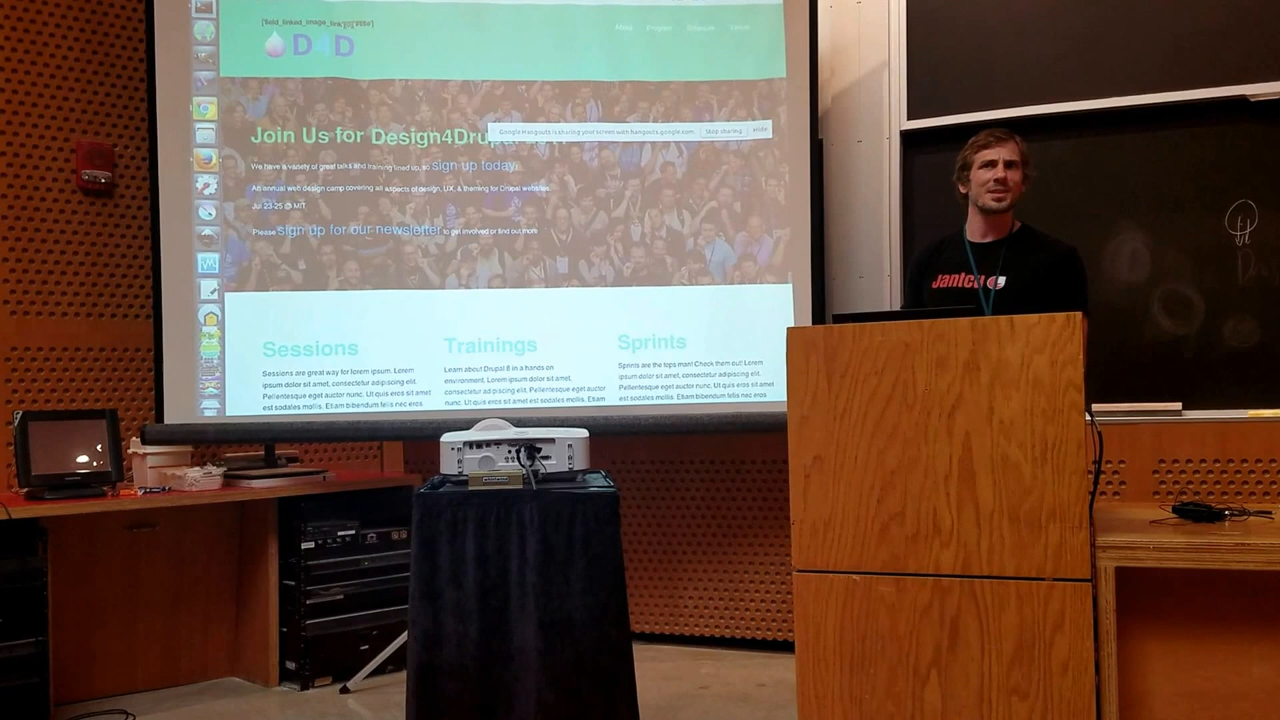 D4D
About Program Schedule Venue
Join Us for Design4Drupal
Google Hangouts is sharing your screen with hangouts.google.com. Stop sharing Hide
We have a variety of great talks and training lined up, so sign up today!
An annual web design camp covering all aspects of design, UX, & theming for Drupal websites.
Jul 23-25 @ MIT
Please sign up for our newsletter to get involved or find out more
Sessions
Sessions are great way for lorem ipsum. Lorem
ipsum dolor sit amet, consectetur adipiscing elit.
Pellentesque eget auctor nunc. Ut quis eros sit amet
est sodales mollis. Etiam bibendum felis nec eros
Trainings
Learn about Drupal 8 in a hands on
environment. Lorem ipsum dolor sit amet,
consectetur adipiscing elit. Pellentesque eget auctor
nunc. Ut quis eros sit amet est sodales mollis. Etiam
Sprints
Sprints are the tops man! Check them out! Lorem
ipsum dolor sit amet, consectetur adipiscing elit.
Pellentesque eget auctor nunc. Ut quis eros sit amet
est sodales mollis. Etiam bibendum felis nec eros
Jantcu